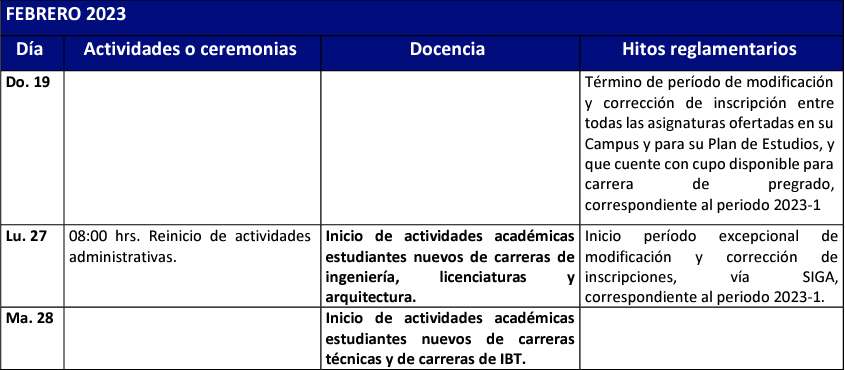 FEBRERO 2023
Día
Actividades o ceremonias
Docencia
Hitos reglamentarios
Do. 19
Término de período de modificación
y corrección de inscripción entre
todas las asignaturas ofertadas en su
Campus y para su Plan de Estudios, y
que cuente con cupo disponible para
carrera de pregrado,
correspondiente al periodo 2023-1
Lu. 27
08:00 hrs. Reinicio de actividades
administrativas.
Inicio de actividades académicas
estudiantes nuevos de carreras de
ingeniería, licenciaturas y
arquitectura.
Inicio período excepcional de
modificación y corrección de
inscripciones, vía SIGA,
correspondiente al periodo 2023-1.
Ma. 28
Inicio de actividades académicas
estudiantes nuevos de carreras
técnicas y de carreras de IBT.